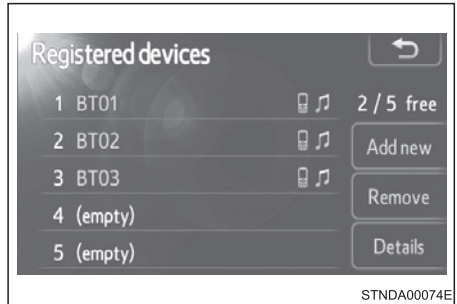 Registered devices
1 BT01
2 / 5 free
2 BT02
Add new
3 BT03
Remove
4 (empty)
5 (empty)
Details
STNDA00074E